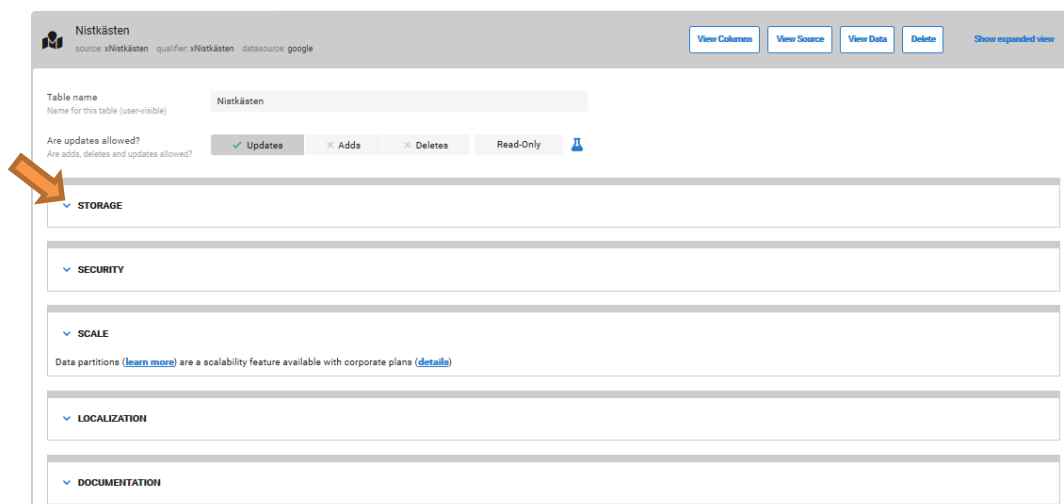 Nistkästen
source: xNistkästen qualifier: xNistkästen datasource: google
View Columns View Source View Data Delete Show expanded view
Table name Nistkästen
Name for this table (user-visible)
Are updates allowed? Updates Adds Deletes Read-Only
Are adds, deletes and updates allowed?
STORAGE
SECURITY
SCALE
Data partitions (learn more) are a scalability feature available with corporate plans (details)
LOCALIZATION
DOCUMENTATION